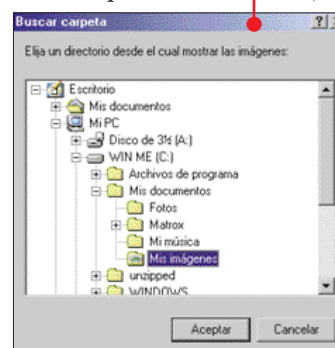 Buscar carpeta
Elija un directorio desde el cual mostrar las imágenes:
Escritorio
Mis documentos
Mi PC
Disco de 3½ (A:)
WIN ME (C:)
Archivos de programa
Mis documentos
Fotos
Matrox
Mi música
Mis imágenes
unzipped
WINDOWS
Aceptar Cancelar